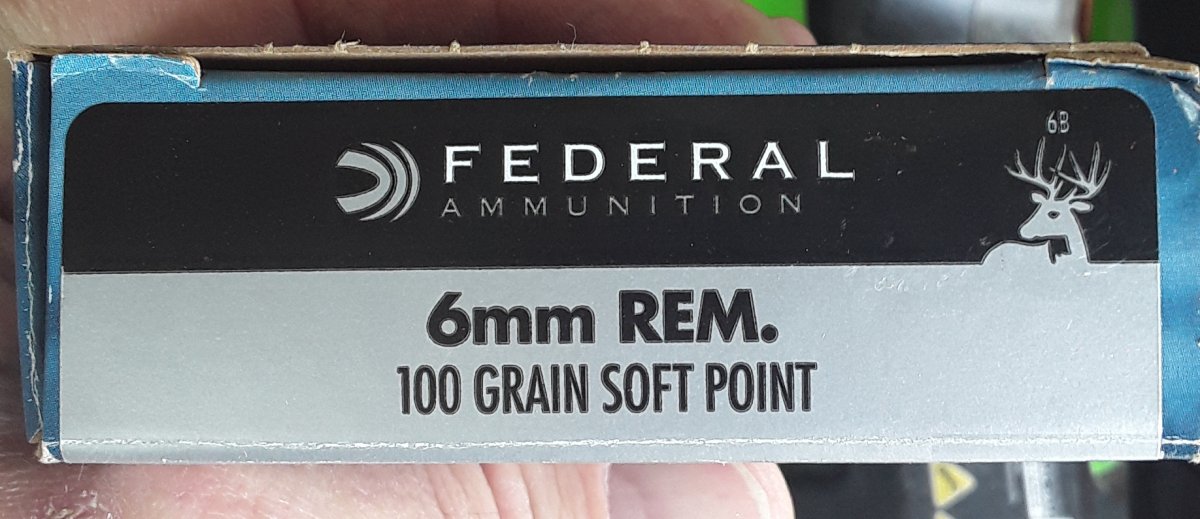 FEDERAL
AMMUNITION
6B
6mm REM.
100 GRAIN SOFT POINT